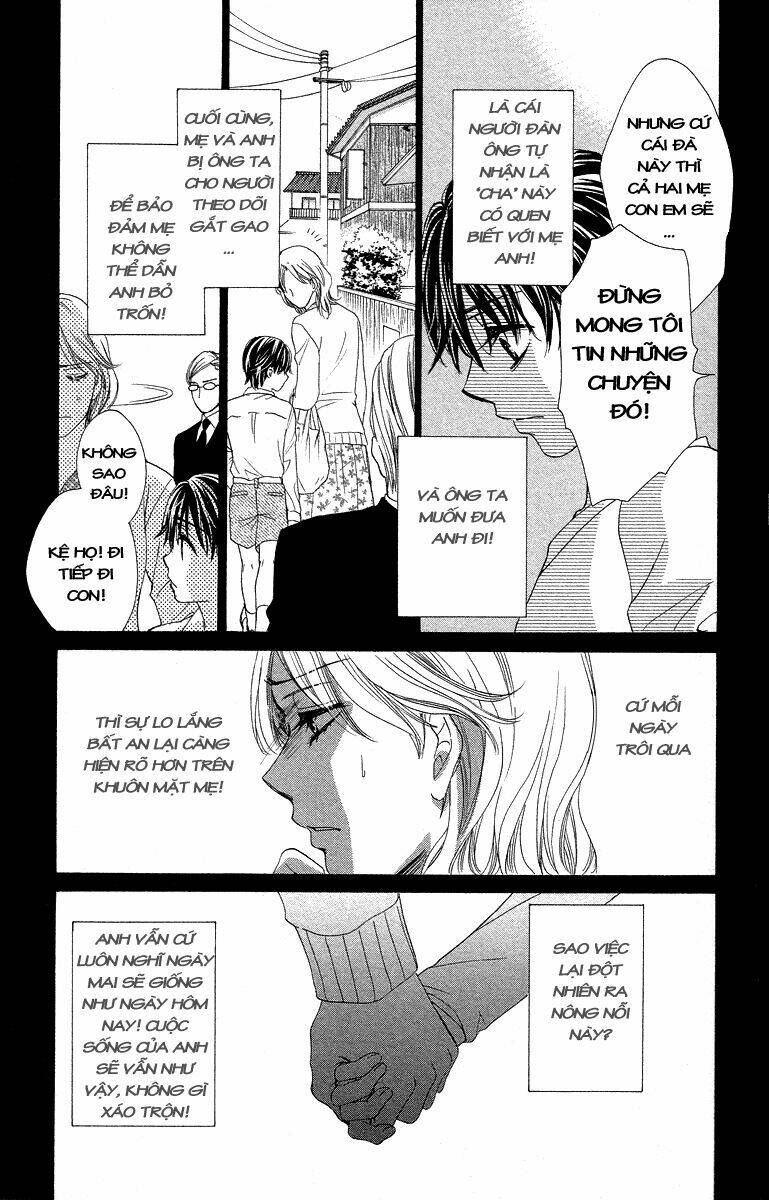 NHƯNG CỨ
CÁI ĐÀ
NÀY THÌ
CẢ HAI MẸ
CON EM SẼ
...
ĐỪNG
MONG TÔI
TIN NHỮNG
CHUYỆN
ĐÓ!
LÀ CÁI
NGƯỜI ĐÀN
ÔNG TỰ
NHẬN LÀ
"CHA" NÀY
CÓ QUEN
BIẾT VỚI MẸ
ANH!
VÀ ÔNG TA
MUỐN ĐƯA
ANH ĐI!
CUỐI CÙNG,
MẸ VÀ ANH
BỊ ÔNG TA
CHO NGƯỜI
THEO DÕI
GẮT GAO
...
ĐỂ BẢO
ĐẢM MẸ
KHÔNG
THỂ DẪN
ANH BỎ
TRỐN!
KHÔNG
SAO
ĐÂU!
KỆ HỌ! ĐI
TIẾP ĐI
CON!
CỨ MỖI
NGÀY
TRÔI QUA
THÌ SỰ LO LẮNG
BẤT AN LẠI CÀNG
HIỆN RÕ HƠN TRÊN
KHUÔN MẶT MẸ!
SAO VIỆC
LẠI ĐỘT
NHIÊN RA
NÔNG NỖI
NÀY?
ANH VẪN CỨ
LUÔN NGHĨ NGÀY
MAI SẼ GIỐNG
NHƯ NGÀY HÔM
NAY! CUỘC
SỐNG CỦA ANH
SẼ VẪN NHƯ
VẬY, KHÔNG GÌ
XÁO TRỘN!